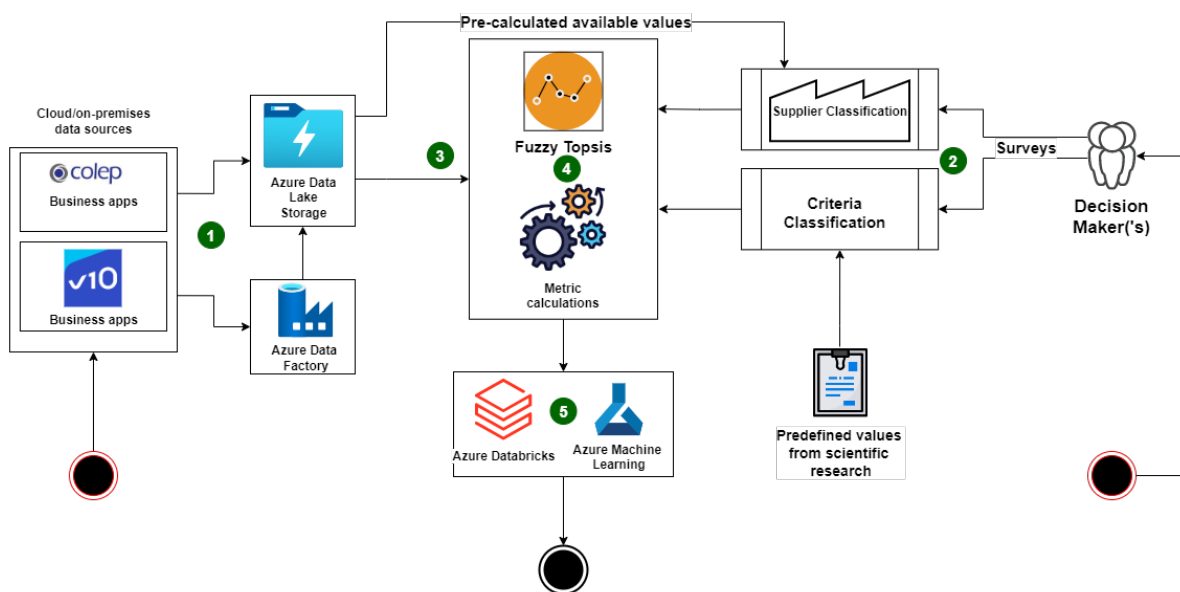 Pre-calculated available values
Cloud/on-premises
data sources
colep
Business apps
v10
Business apps
1
Azure Data
Lake
Storage
Azure Data
Factory
3
Fuzzy Topsis
4
Metric
calculations
Supplier Classification
Surveys
2
Criteria
Classification
Decision
Maker('s)
5
Azure Databricks
Azure Machine
Learning
Predefined values
from scientific
research